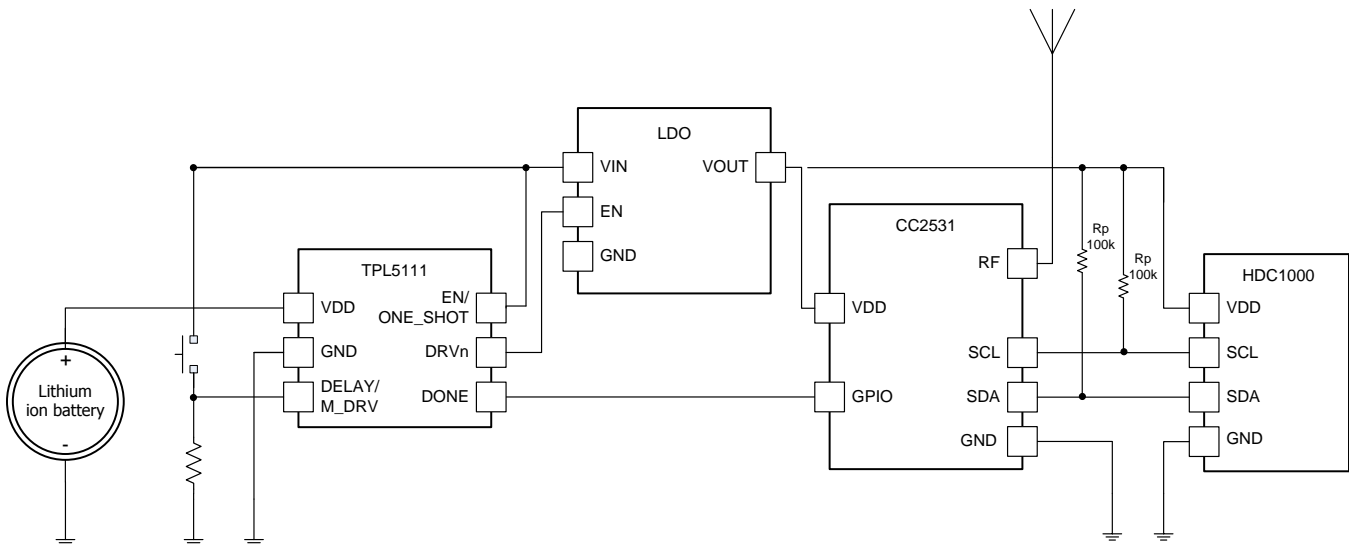 LDO
VIN
VOUT
EN
GND
TPL5111
VDD
EN/
ONE_SHOT
GND
DRVn
DELAY/
M_DRV
DONE
+
Lithium
ion battery
-
CC2531
RF
VDD
SCL
GPIO
SDA
GND
Rp
100k
Rp
100k
HDC1000
VDD
SCL
SDA
GND